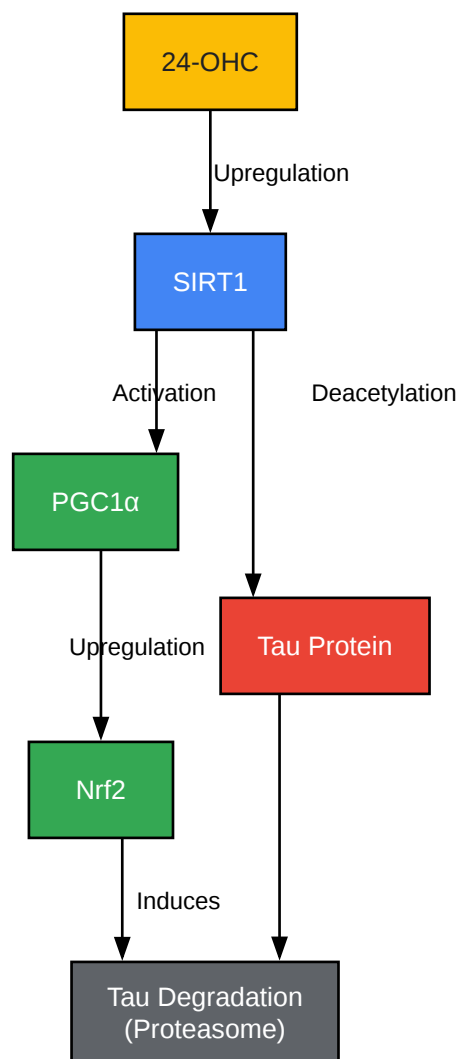 24-OHC
Upregulation
SIRT1
Activation
Deacetylation
PGC1α
Upregulation
Tau Protein
Nrf2
Induces
Tau Degradation
(Proteasome)